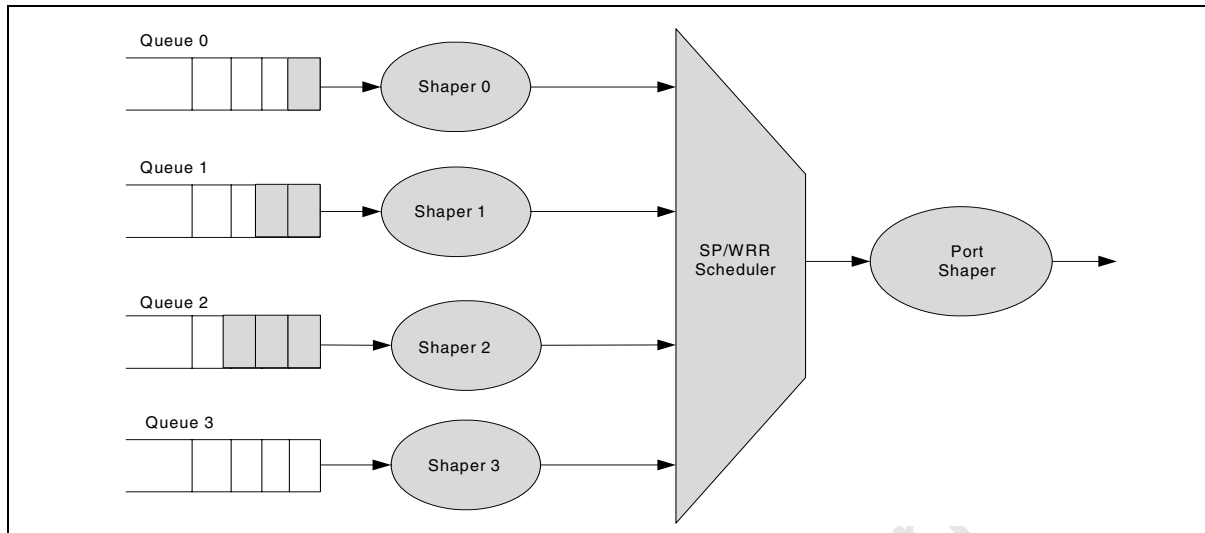 Queue 0
Shaper 0
Queue 1
Shaper 1
SP/WRR
Scheduler
Port
Shaper
Queue 2
Shaper 2
Queue 3
Shaper 3